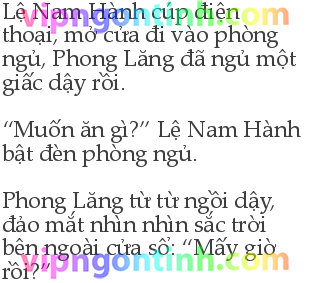 Lệ Nam Hành cúp điện
thoại, mở cửa đi vào phòng
ngủ, Phong Lăng đã ngủ một
giấc dậy rồi.
“Muốn ăn gì?” Lệ Nam Hành
bật đèn phòng ngủ.
Phong Lăng từ từ ngồi dậy,
đảo mắt nhìn nhìn sắc trời
bên ngoài cửa sổ. “Mấy giờ
rồi?”
vipngontinh.com
vipngontinh.com